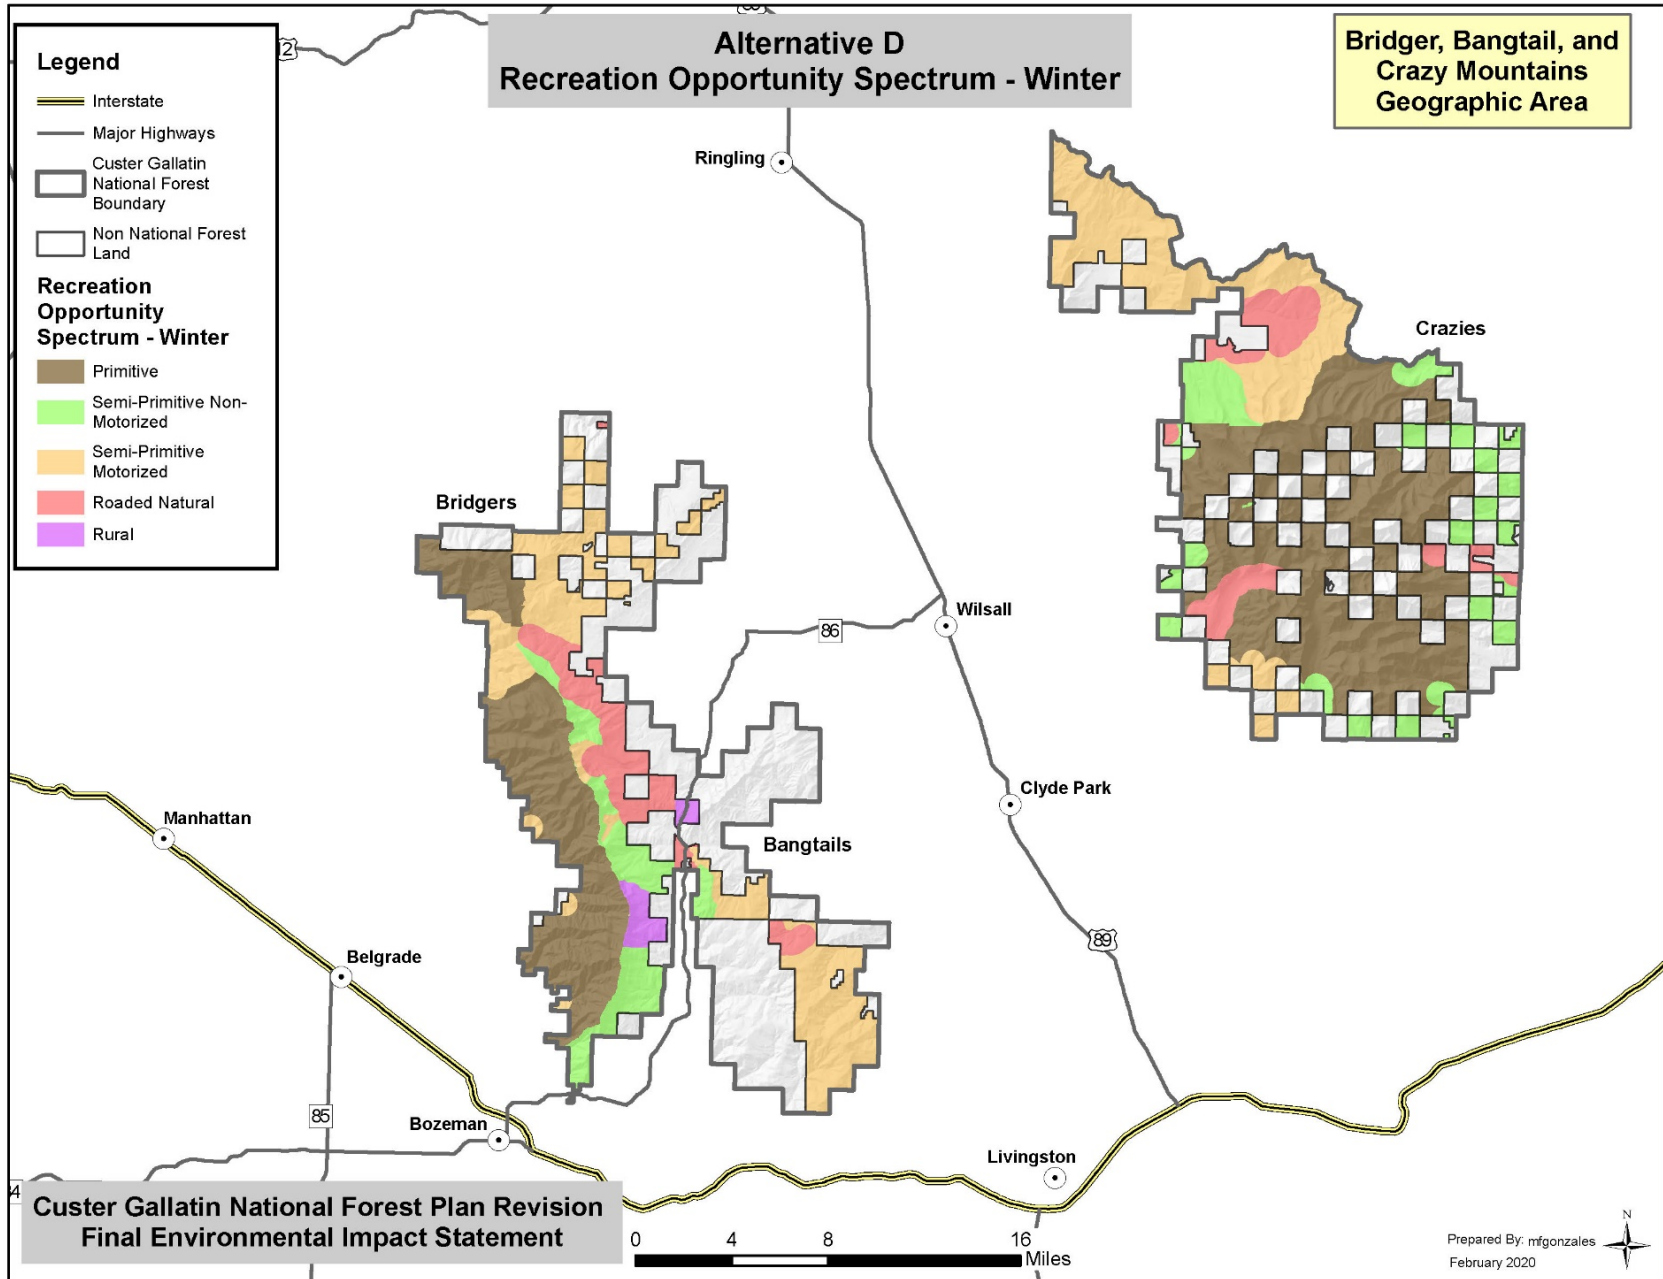 Alternative D
Recreation Opportunity Spectrum - Winter
Bridger, Bangtail, and
Crazy Mountains
Geographic Area
Legend
Interstate
Major Highways
Custer Gallatin
National Forest
Boundary
Non National Forest
Land
Recreation
Opportunity
Spectrum - Winter
Primitive
Semi-Primitive Non-
Motorized
Semi-Primitive
Motorized
Roaded Natural
Rural
Ringling
Crazies
Bridgers
86
Wilsall
Clyde Park
Manhattan
Bangtails
89
Belgrade
85
Bozeman
Livingston
Custer Gallatin National Forest Plan Revision
Final Environmental Impact Statement
0 4 8 16
Miles
N
Prepared By: mfgonzales
February 2020